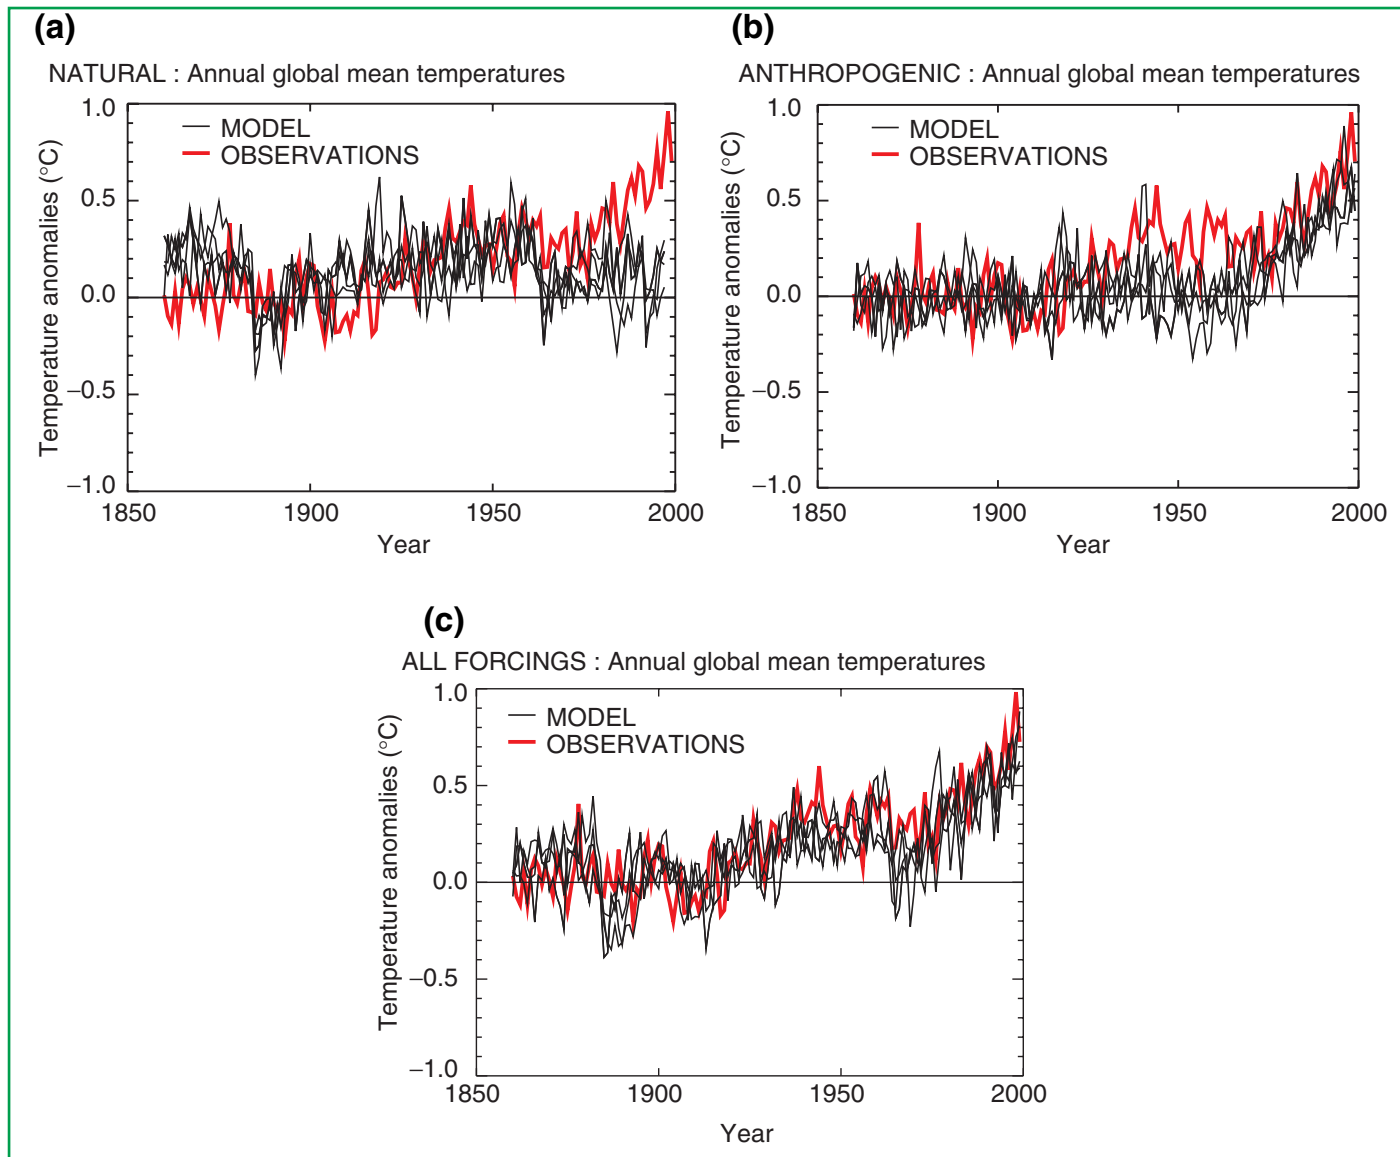 (a)
NATURAL : Annual global mean temperatures
1.0
0.5
0.0
−0.5
−1.0
Temperature anomalies (°C)
MODEL
OBSERVATIONS
1850
1900
1950
2000
Year
(b)
ANTHROPOGENIC : Annual global mean temperatures
1.0
0.5
0.0
−0.5
−1.0
Temperature anomalies (°C)
MODEL
OBSERVATIONS
1850
1900
1950
2000
Year
(c)
ALL FORCINGS : Annual global mean temperatures
1.0
0.5
0.0
−0.5
−1.0
Temperature anomalies (°C)
MODEL
OBSERVATIONS
1850
1900
1950
2000
Year